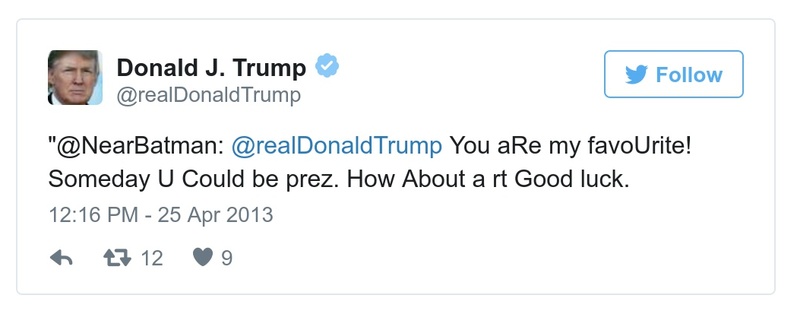 Donald J. Trump
@realDonaldTrump
Follow
"@NearBatman: @realDonaldTrump You aRe my favoUrite!
Someday U Could be prez. How About a rt Good luck.
12:16 PM - 25 Apr 2013
12 9